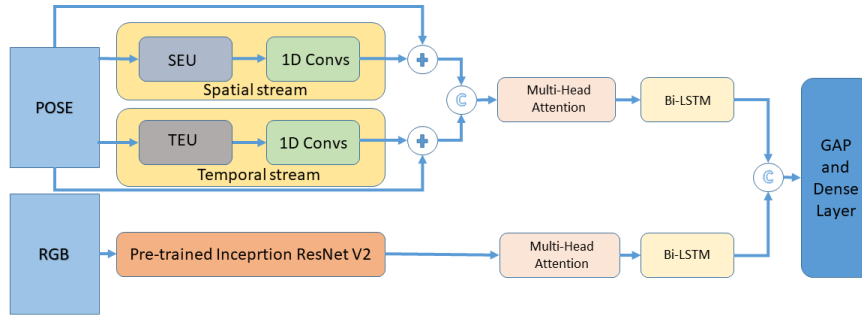 POSE
SEU
1D Convs
Spatial stream
TEU
1D Convs
Temporal stream
C
Multi-Head
Attention
Bi-LSTM
RGB
Pre-trained Inceprtion ResNet V2
Multi-Head
Attention
Bi-LSTM
C
GAP
and
Dense
Layer